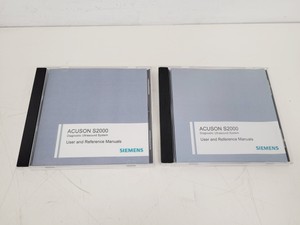 ACUSON S2000
Diagnostic Ultrasound System
User and Reference Manuals
SIEMENS
ACUSON S2000
Diagnostic Ultrasound System
User and Reference Manuals
SIEMENS